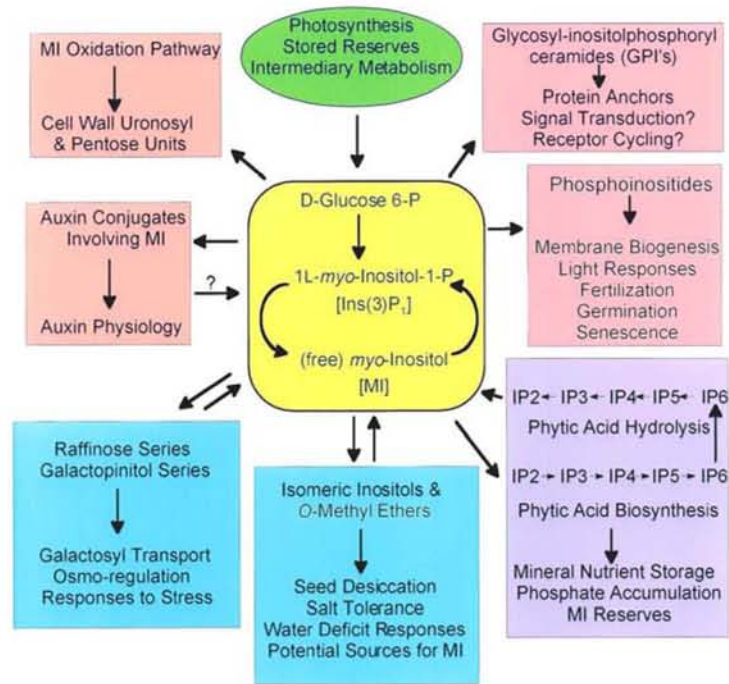 Photosynthesis
Stored Reserves
Intermediary Metabolism
MI Oxidation Pathway
Cell Wall Uronosyl
& Pentose Units
Glycosyl-inositolphosphoryl
ceramides (GPI's)
Protein Anchors
Signal Transduction?
Receptor Cycling?
D-Glucose 6-P
1L-myo-Inositol-1-P
[Ins(3)P₁]
(free) myo-Inositol
[MI]
Auxin Conjugates
Involving MI
Auxin Physiology
?
Phosphoinositides
Membrane Biogenesis
Light Responses
Fertilization
Germination
Senescence
Raffinose Series
Galactopinitol Series
Galactosyl Transport
Osmo-regulation
Responses to Stress
Isomeric Inositols &
O-Methyl Ethers
Seed Desiccation
Salt Tolerance
Water Deficit Responses
Potential Sources for MI
IP2 ← IP3 ← IP4 ← IP5 ← IP6
Phytic Acid Hydrolysis
IP2 → IP3 → IP4 → IP5 → IP6
Phytic Acid Biosynthesis
Mineral Nutrient Storage
Phosphate Accumulation
MI Reserves